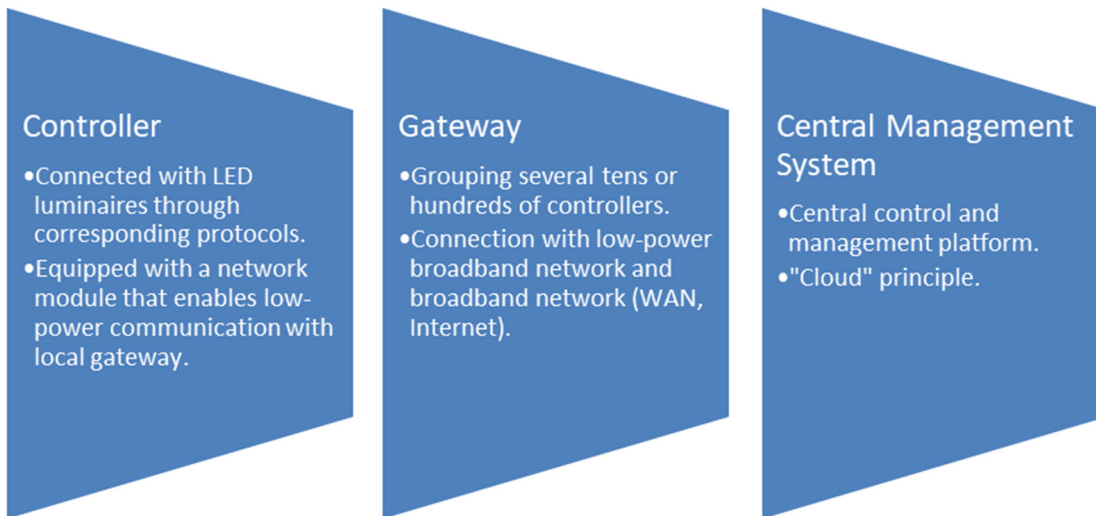 Controller
•Connected with LED
luminaires through
corresponding protocols.
•Equipped with a network
module that enables low-
power communication with
local gateway.
Gateway
•Grouping several tens or
hundreds of controllers.
•Connection with low-power
broadband network and
broadband network (WAN,
Internet).
Central Management
System
•Central control and
management platform.
•"Cloud" principle.